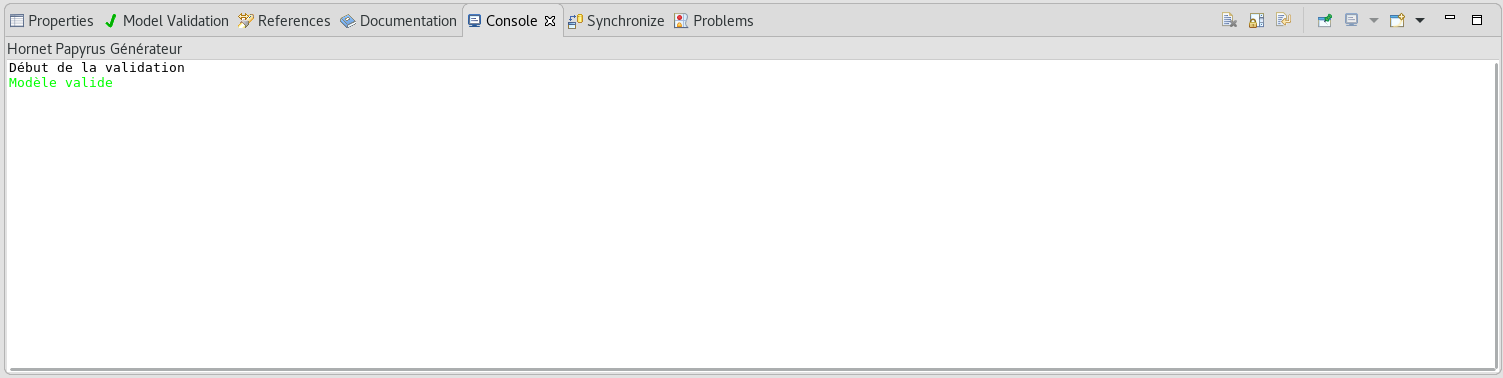 Properties Model Validation References Documentation Console Synchronize Problems
Hornet Papyrus Générateur
Début de la validation
Modèle valide